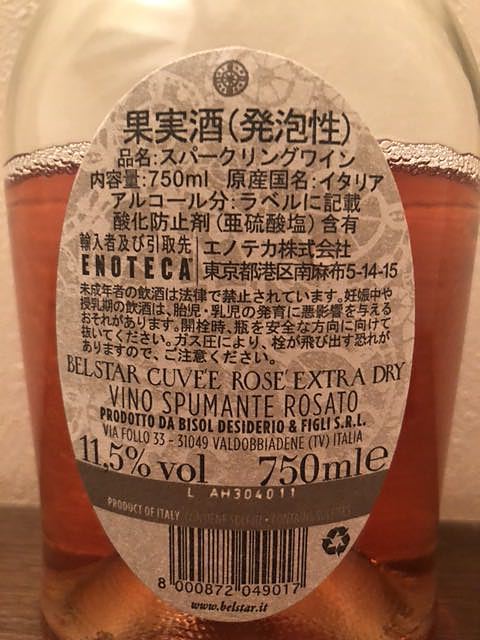 果実酒(発泡性)
品名:スパークリングワイン
内容量:750ml 原産国名:イタリア
アルコール分:ラベルに記載
酸化防止剤(亜硫酸塩)含有
輸入者及び引取先 エノテカ株式会社
ENOTECA 東京都港区南麻布5-14-15
未成年者の飲酒は法律で禁止されています。妊娠中や
授乳期の飲酒は、胎児・乳児の発育に悪影響を与える
おそれがあります。開栓時、瓶を安全な方向に向けて
抜いてください。ガス圧により、栓が飛び出す恐れが
ありますので、ご注意ください。
BELSTAR CUVÉE ROSÉ EXTRA DRY
VINO SPUMANTE ROSATO
PRODOTTO DA BISOL DESIDERIO & FIGLI S.R.L.
VIA FOLLO 33 - 31049 VALDOBBIADENE (TV) ITALIA
11,5% vol 750ml e
L AH304011
PRODUCT OF ITALY CONTIENE SOLFITI • CONTAINS SULFITES
8 000872 049017
www.belstar.it